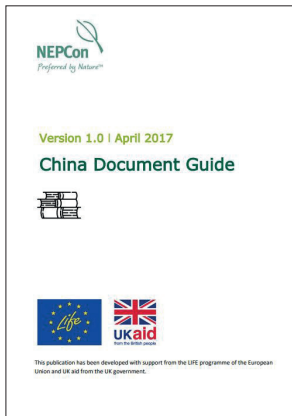 NEPCon
Preferred by Nature™
Version 1.0 | April 2017
China Document Guide
Life
UKaid
from the British people
This publication has been developed with support from the LIFE programme of the European
Union and UK aid from the UK government.